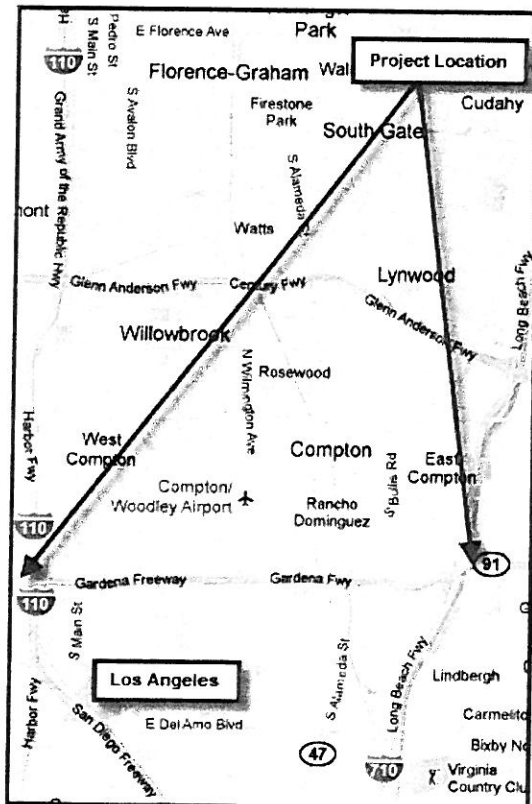 Park
E Florence Ave
S Main St
Pedro St
110
Project Location
Florence-Graham
Cudahy
Firestone
Park
S Avalon Blvd
Grand Army of the Republic Hwy
South Gate
S Alameda
Watts
Glenn Anderson Fwy
Century Fwy
Lynwood
Glenn Anderson Fwy
Long Beach Fwy
Willowbrook
N Wilmington Ave
Rosewood
Harbor Fwy
West
Compton
Compton
East
Compton
S Bullis Rd
Compton/
Woodley Airport
Rancho
Dominguez
110
91
Gardena Freeway
Gardena Fwy
110
S Main St
Los Angeles
S Alameda St
Long Beach Fwy
Lindbergh
Harbor Fwy
San Diego Freeway
E Del Amo Blvd
47
710
Virginia
Country Clu